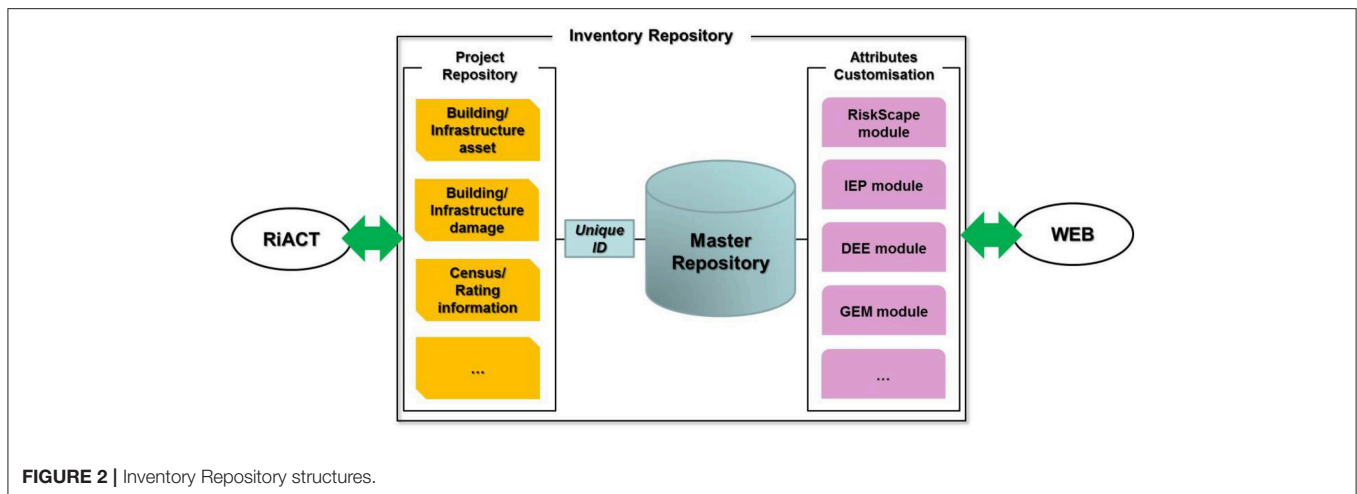 Inventory Repository
Project
Repository
Building/
Infrastructure
asset
Building/
Infrastructure
damage
Census/
Rating
information
...
RiACT
Unique
ID
Master
Repository
Attributes
Customisation
RiskScape
module
IEP module
DEE module
GEM module
...
WEB
FIGURE 2 | Inventory Repository structures.